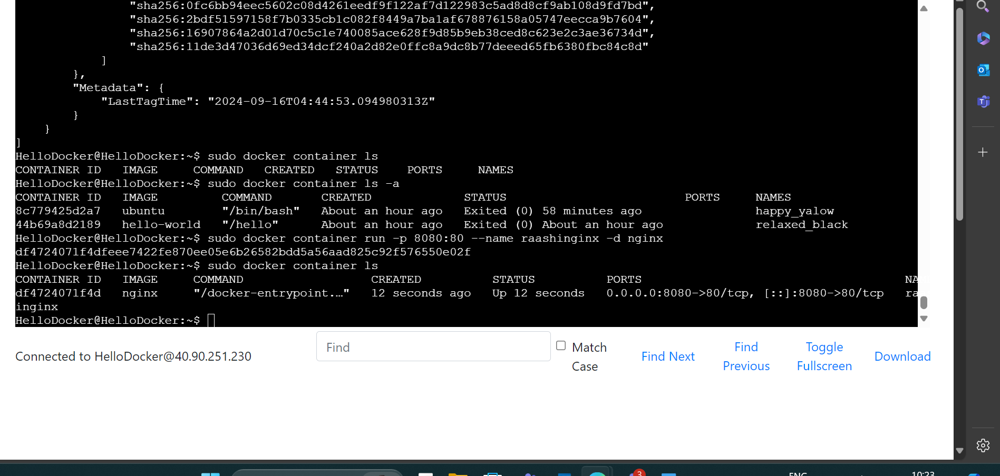 "sha256:0fc6bb94eec5602c08d4261eedf9f122af7d122983c5ad8d8cf9ab108d9fd7bd",
"sha256:2bdf51597158f7b0335cb1c082f8449a7ba1af678876158a05747eecca9b7604",
"sha256:16907864a2d01d70c5c1e740085ace628f9d85b9eb38ced8c623e2c3ae36734d",
"sha256:11de3d47036d69ed34dcf240a2d82e0ffc8a9dc8b77deeed65fb6380fbc84c8d"
]
},
"Metadata": {
"LastTagTime": "2024-09-16T04:44:53.094980313Z"
}
}
]
HelloDocker@HelloDocker:~$ sudo docker container ls
CONTAINER ID IMAGE COMMAND CREATED STATUS PORTS NAMES
HelloDocker@HelloDocker:~$ sudo docker container ls -a
CONTAINER ID IMAGE COMMAND CREATED STATUS PORTS NAMES
8c779425d2a7 ubuntu "/bin/bash" About an hour ago Exited (0) 58 minutes ago happy_yalow
44b69a8d2189 hello-world "/hello" About an hour ago Exited (0) About an hour ago relaxed_black
HelloDocker@HelloDocker:~$ sudo docker container run -p 8080:80 --name raashinginx -d nginx
df4724071f4dfeee7422fe870ee05e6b26582bdd5a56aad825c92f576550e02f
HelloDocker@HelloDocker:~$ sudo docker container ls
CONTAINER ID IMAGE COMMAND CREATED STATUS PORTS NA
df4724071f4d nginx "/docker-entrypoint.…" 12 seconds ago Up 12 seconds 0.0.0.0:8080->80/tcp, [::]:8080->80/tcp ra
inginx
HelloDocker@HelloDocker:~$
Connected to HelloDocker@40.90.251.230
Find
Match
Case
Find Next
Find
Previous
Toggle
Fullscreen
Download
3
ENG
10:23